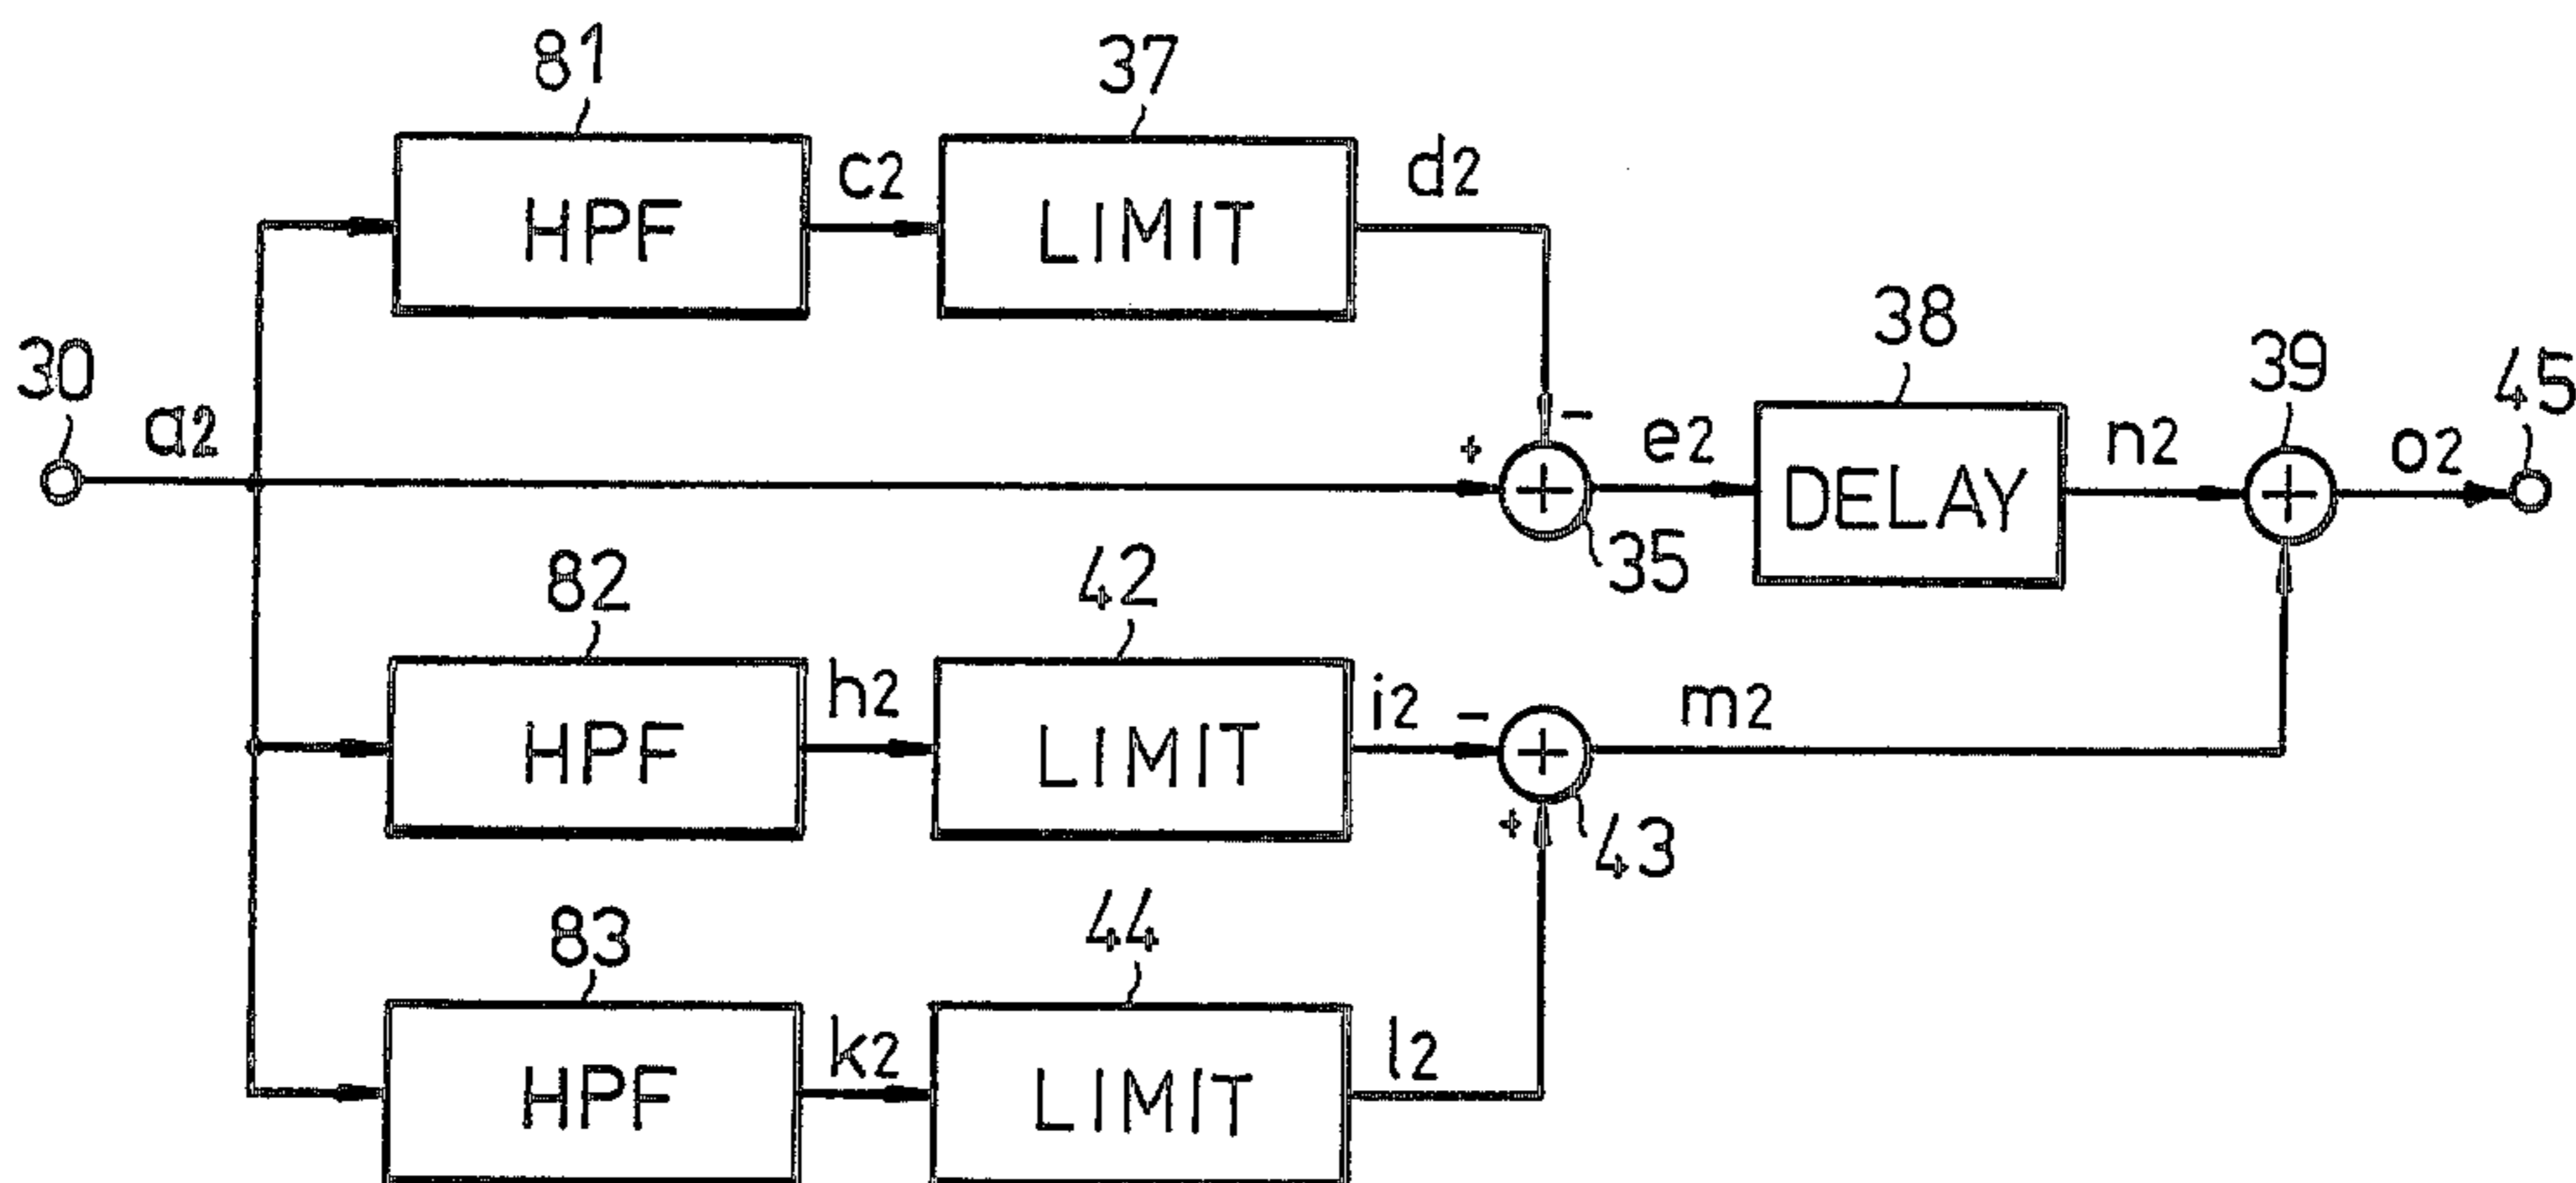 81
37
c2
d2
HPF
LIMIT
30
a2
38
39
45
-
+
e2
n2
o2
+
DELAY
+
35
82
42
h2
i2
-
m2
HPF
LIMIT
+
+
43
83
44
k2
l2
HPF
LIMIT